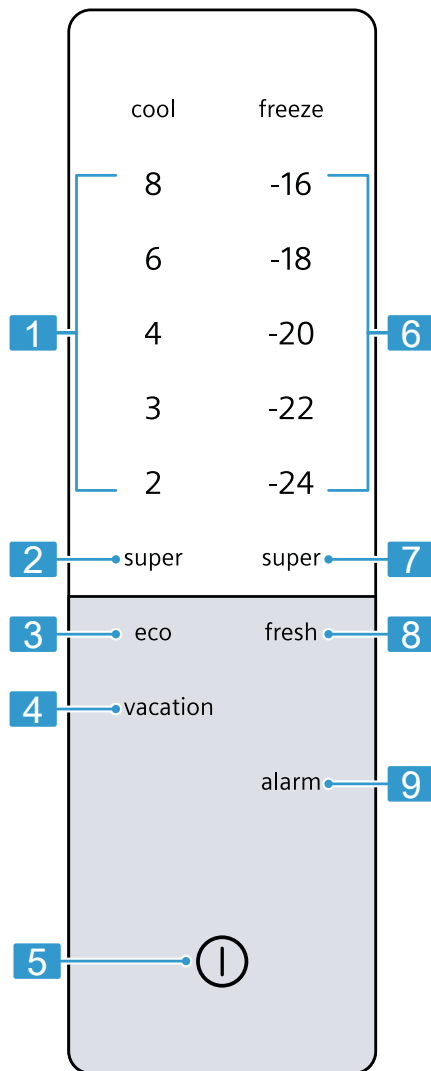 cool freeze
8 -16
6 -18
1 4 -20 6
3 -22
2 -24
2 super super 7
3 eco fresh 8
4 vacation
alarm 9
5